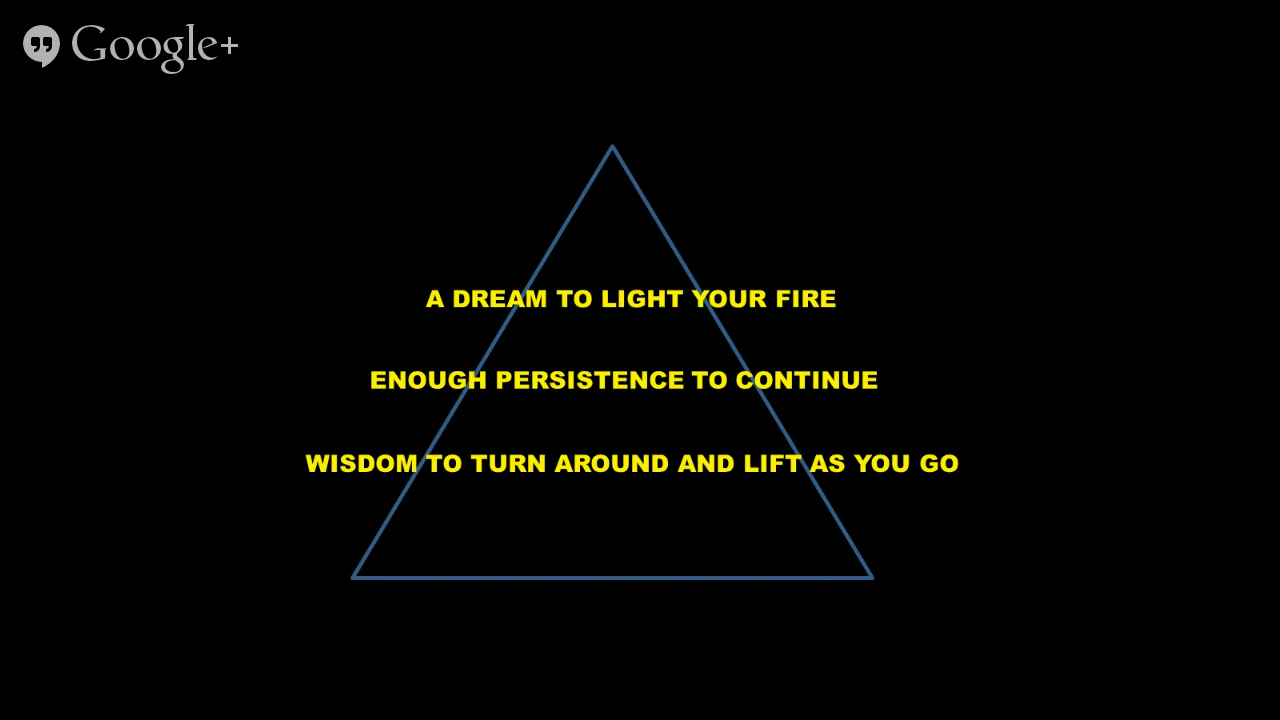 Google+
A DREAM TO LIGHT YOUR FIRE
ENOUGH PERSISTENCE TO CONTINUE
WISDOM TO TURN AROUND AND LIFT AS YOU GO